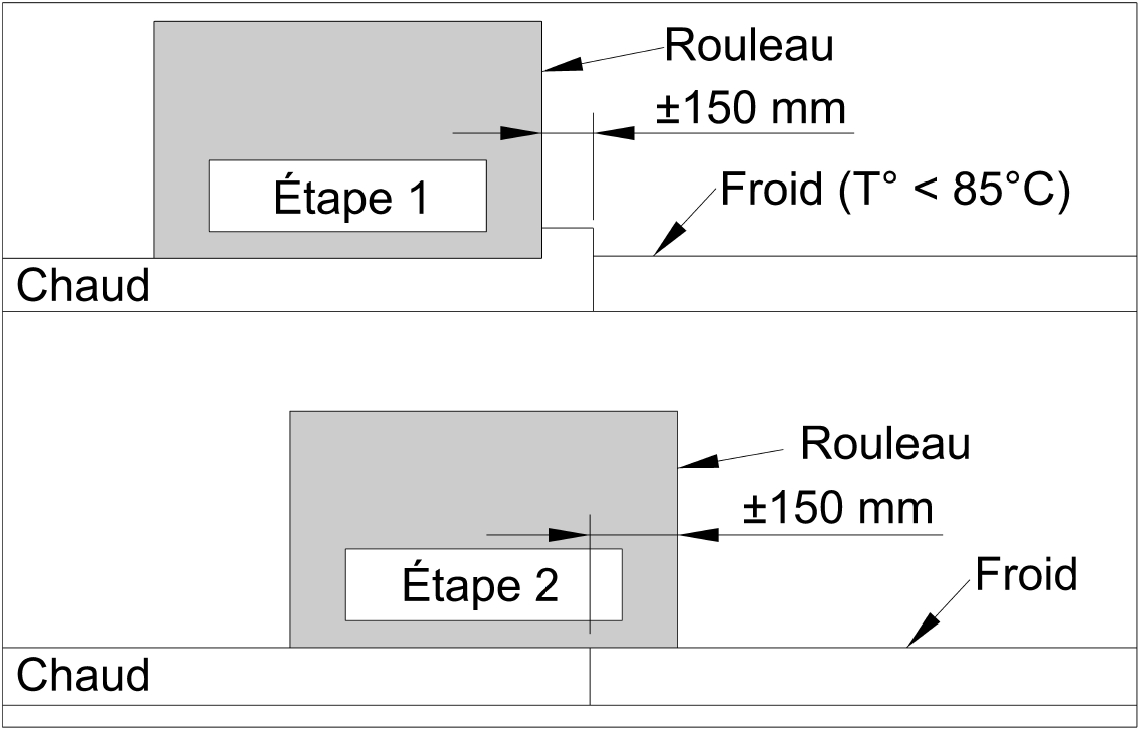 Rouleau
±150 mm
Étape 1
Froid (T° < 85°C)
Chaud
Rouleau
±150 mm
Étape 2
Froid
Chaud